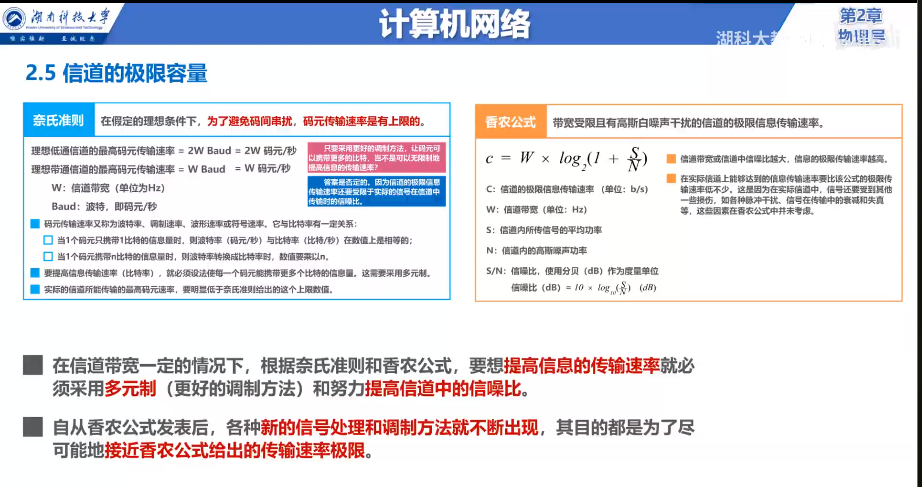 湖南科技大学
计算机网络
第2章
物理层
湖科大
2.5 信道的极限容量
奈氏准则
在假定的理想条件下，为了避免码间串扰，码元传输速率是有上限的。
理想低通信道的最高码元传输速率 = 2W Baud = 2W 码元/秒
理想带通信道的最高码元传输速率 = W Baud = W 码元/秒
W：信道带宽（单位为Hz）
Baud：波特，即码元/秒
只要采用更好的调制方法，让码元可
以携带更多的比特，岂不是可以无限制地
提高信息的传输速率？
答案是否定的。因为信道的极限信息
传输速率还要受限于实际的信号在信道中
传输时的信噪比。
码元传输速率又称为波特率、调制速率、波形速率或符号速率。它与比特率有一定关系：
当1个码元只携带1比特的信息量时，则波特率（码元/秒）与比特率（比特/秒）在数值上是相等的；
当1个码元携带n比特的信息量时，则波特率转换成比特率时，数值要乘以n。
要提高信息传输速率（比特率），就必须设法使每一个码元能携带更多个比特的信息量。这需要采用多元制。
实际的信道所能传输的最高码元速率，要明显低于奈氏准则给出的这个上限数值。
香农公式
带宽受限且有高斯白噪声干扰的信道的极限信息传输速率。
c = W × log2(1 + S/N)
C：信道的极限信息传输速率 （单位：b/s）
W：信道带宽（单位：Hz）
S：信道内所传信号的平均功率
N：信道内的高斯噪声功率
S/N：信噪比，使用分贝（dB）作为度量单位
信噪比（dB）= 10 × log10(S/N) (dB)
信道带宽或信道中信噪比越大，信息的极限传输速率越高。
在实际信道上能够达到的信息传输速率要比该公式的极限传
输速率低不少。这是因为在实际信道中，信号还要受到其他
一些损伤，如各种脉冲干扰、信号在传输中的衰减和失真
等，这些因素在香农公式中并未考虑。
在信道带宽一定的情况下，根据奈氏准则和香农公式，要想提高信息的传输速率就必
须采用多元制（更好的调制方法）和努力提高信道中的信噪比。
自从香农公式发表后，各种新的信号处理和调制方法就不断出现，其目的都是为了尽
可能地接近香农公式给出的传输速率极限。